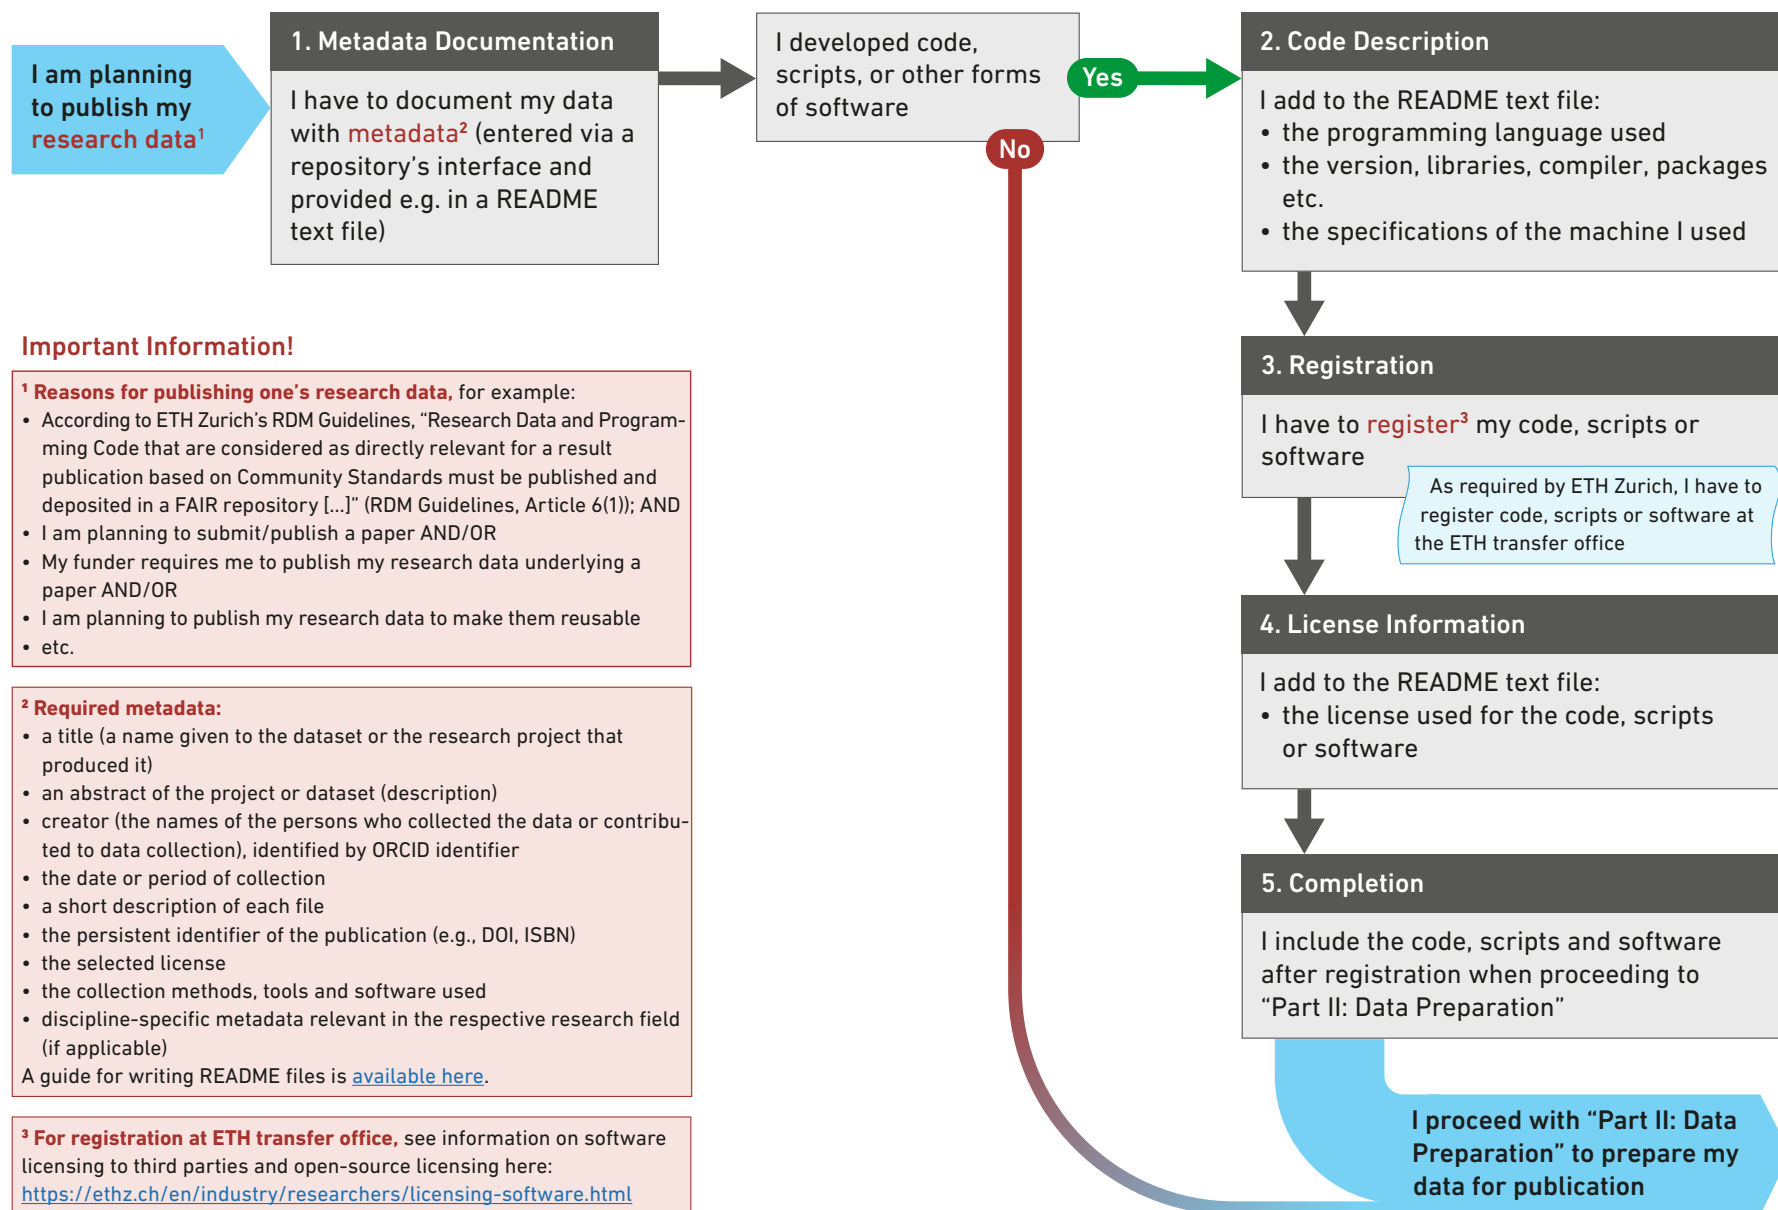 I am planning
to publish my
research data¹
1. Metadata Documentation
I have to document my data
with metadata² (entered via a
repository’s interface and
provided e.g. in a README
text file)
I developed code,
scripts, or other forms
of software
Yes
No
2. Code Description
I add to the README text file:
• the programming language used
• the version, libraries, compiler, packages
etc.
• the specifications of the machine I used
3. Registration
I have to register³ my code, scripts or
software
As required by ETH Zurich, I have to
register code, scripts or software at
the ETH transfer office
4. License Information
I add to the README text file:
• the license used for the code, scripts
or software
5. Completion
I include the code, scripts and software
after registration when proceeding to
“Part II: Data Preparation”
I proceed with “Part II: Data
Preparation” to prepare my
data for publication
Important Information!
¹ Reasons for publishing one’s research data, for example:
• According to ETH Zurich’s RDM Guidelines, “Research Data and Program-
ming Code that are considered as directly relevant for a result
publication based on Community Standards must be published and
deposited in a FAIR repository [...]” (RDM Guidelines, Article 6(1)); AND
• I am planning to submit/publish a paper AND/OR
• My funder requires me to publish my research data underlying a
paper AND/OR
• I am planning to publish my research data to make them reusable
• etc.
² Required metadata:
• a title (a name given to the dataset or the research project that
produced it)
• an abstract of the project or dataset (description)
• creator (the names of the persons who collected the data or contribu-
ted to data collection), identified by ORCID identifier
• the date or period of collection
• a short description of each file
• the persistent identifier of the publication (e.g., DOI, ISBN)
• the selected license
• the collection methods, tools and software used
• discipline-specific metadata relevant in the respective research field
(if applicable)
A guide for writing README files is available here.
³ For registration at ETH transfer office, see information on software
licensing to third parties and open-source licensing here:
https://ethz.ch/en/industry/researchers/licensing-software.html